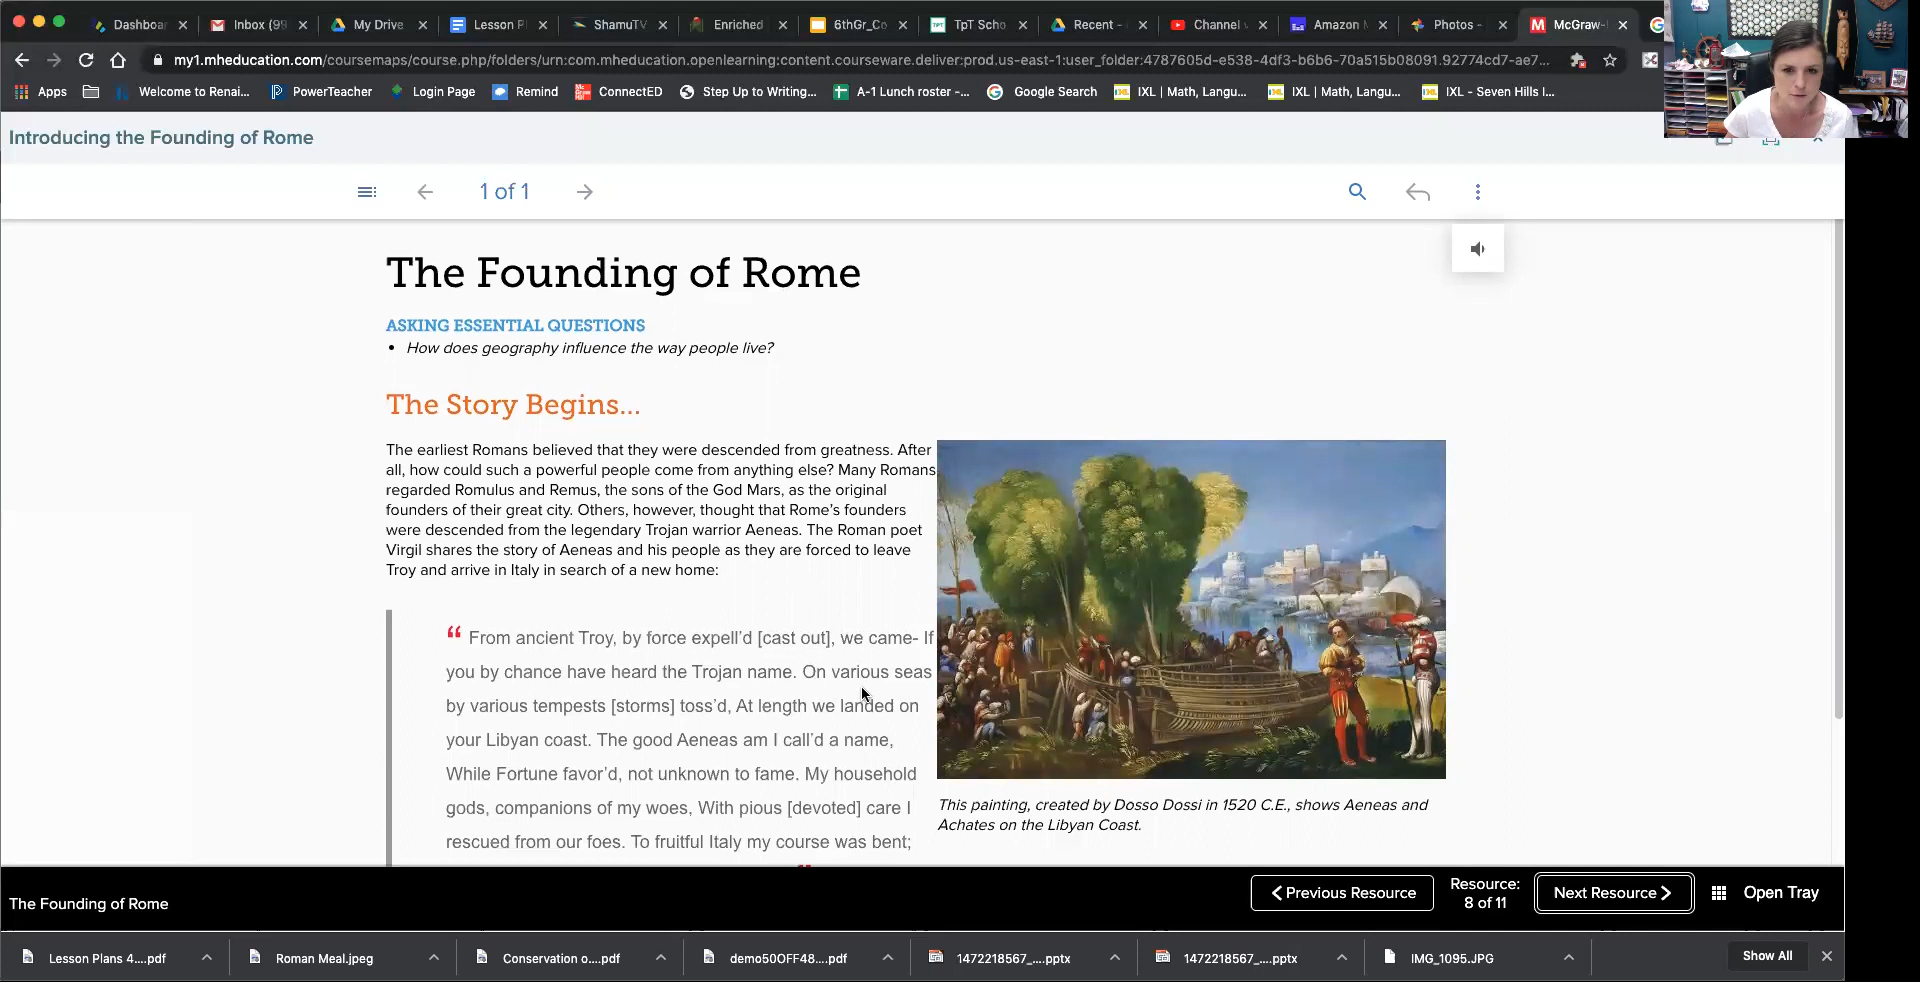 Dashboa
Inbox (99
My Drive
Lesson P
ShamuTV
Enriched
6thGr_Co
TpT Scho
Recent -
Channel
Amazon
Photos -
McGraw-
my1.mheducation.com/coursemaps/course.php/folders/urn:com.mheducation.openlearning:content.courseware.deliver:prod.us-east-1:user_folder:4787605d-e538-4df3-b6b6-70a515b08091.92774cd7-ae7...
Apps
Welcome to Renai...
PowerTeacher
Login Page
Remind
ConnectED
Step Up to Writing...
A-1 Lunch roster -...
Google Search
IXL | Math, Langu...
IXL | Math, Langu...
IXL - Seven Hills I...
Introducing the Founding of Rome
1 of 1
The Founding of Rome
ASKING ESSENTIAL QUESTIONS
• How does geography influence the way people live?
The Story Begins...
The earliest Romans believed that they were descended from greatness. After
all, how could such a powerful people come from anything else? Many Romans
regarded Romulus and Remus, the sons of the God Mars, as the original
founders of their great city. Others, however, thought that Rome's founders
were descended from the legendary Trojan warrior Aeneas. The Roman poet
Virgil shares the story of Aeneas and his people as they are forced to leave
Troy and arrive in Italy in search of a new home:
“ From ancient Troy, by force expell’d [cast out], we came- If
you by chance have heard the Trojan name. On various seas
by various tempests [storms] toss’d, At length we landed on
your Libyan coast. The good Aeneas am I call’d a name,
While Fortune favor’d, not unknown to fame. My household
gods, companions of my woes, With pious [devoted] care I
rescued from our foes. To fruitful Italy my course was bent;
This painting, created by Dosso Dossi in 1520 C.E., shows Aeneas and
Achates on the Libyan Coast.
The Founding of Rome
Previous Resource
Resource:
8 of 11
Next Resource
Open Tray
Lesson Plans 4....pdf
Roman Meal.jpeg
Conservation o....pdf
demo50OFF48....pdf
1472218567_....pptx
1472218567_....pptx
IMG_1095.JPG
Show All